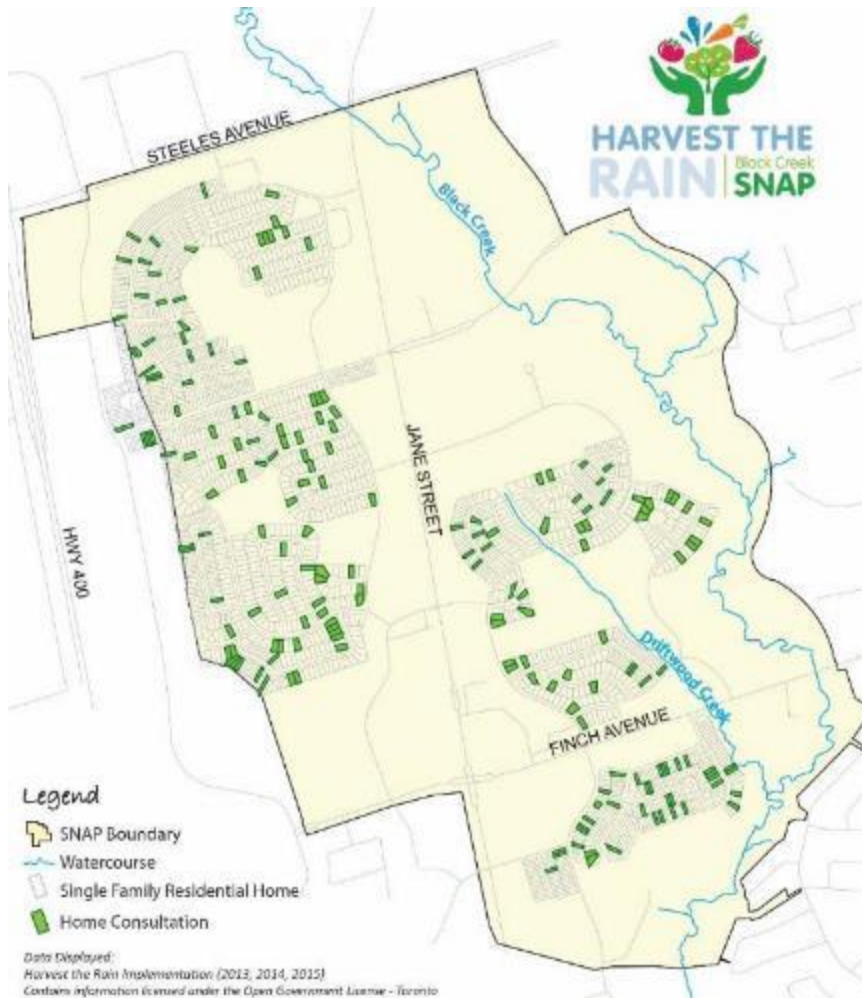 HARVEST THE
RAIN
Black Creek
SNAP
STEELES AVENUE
Black Creek
JANE STREET
HWY 400
Driftwood Creek
FINCH AVENUE
Legend
SNAP Boundary
Watercourse
Single Family Residential Home
Home Consultation
Data Displayed:
Harvest the Rain Implementation (2013, 2014, 2015)
Contains information licensed under the Open Government License - Toronto